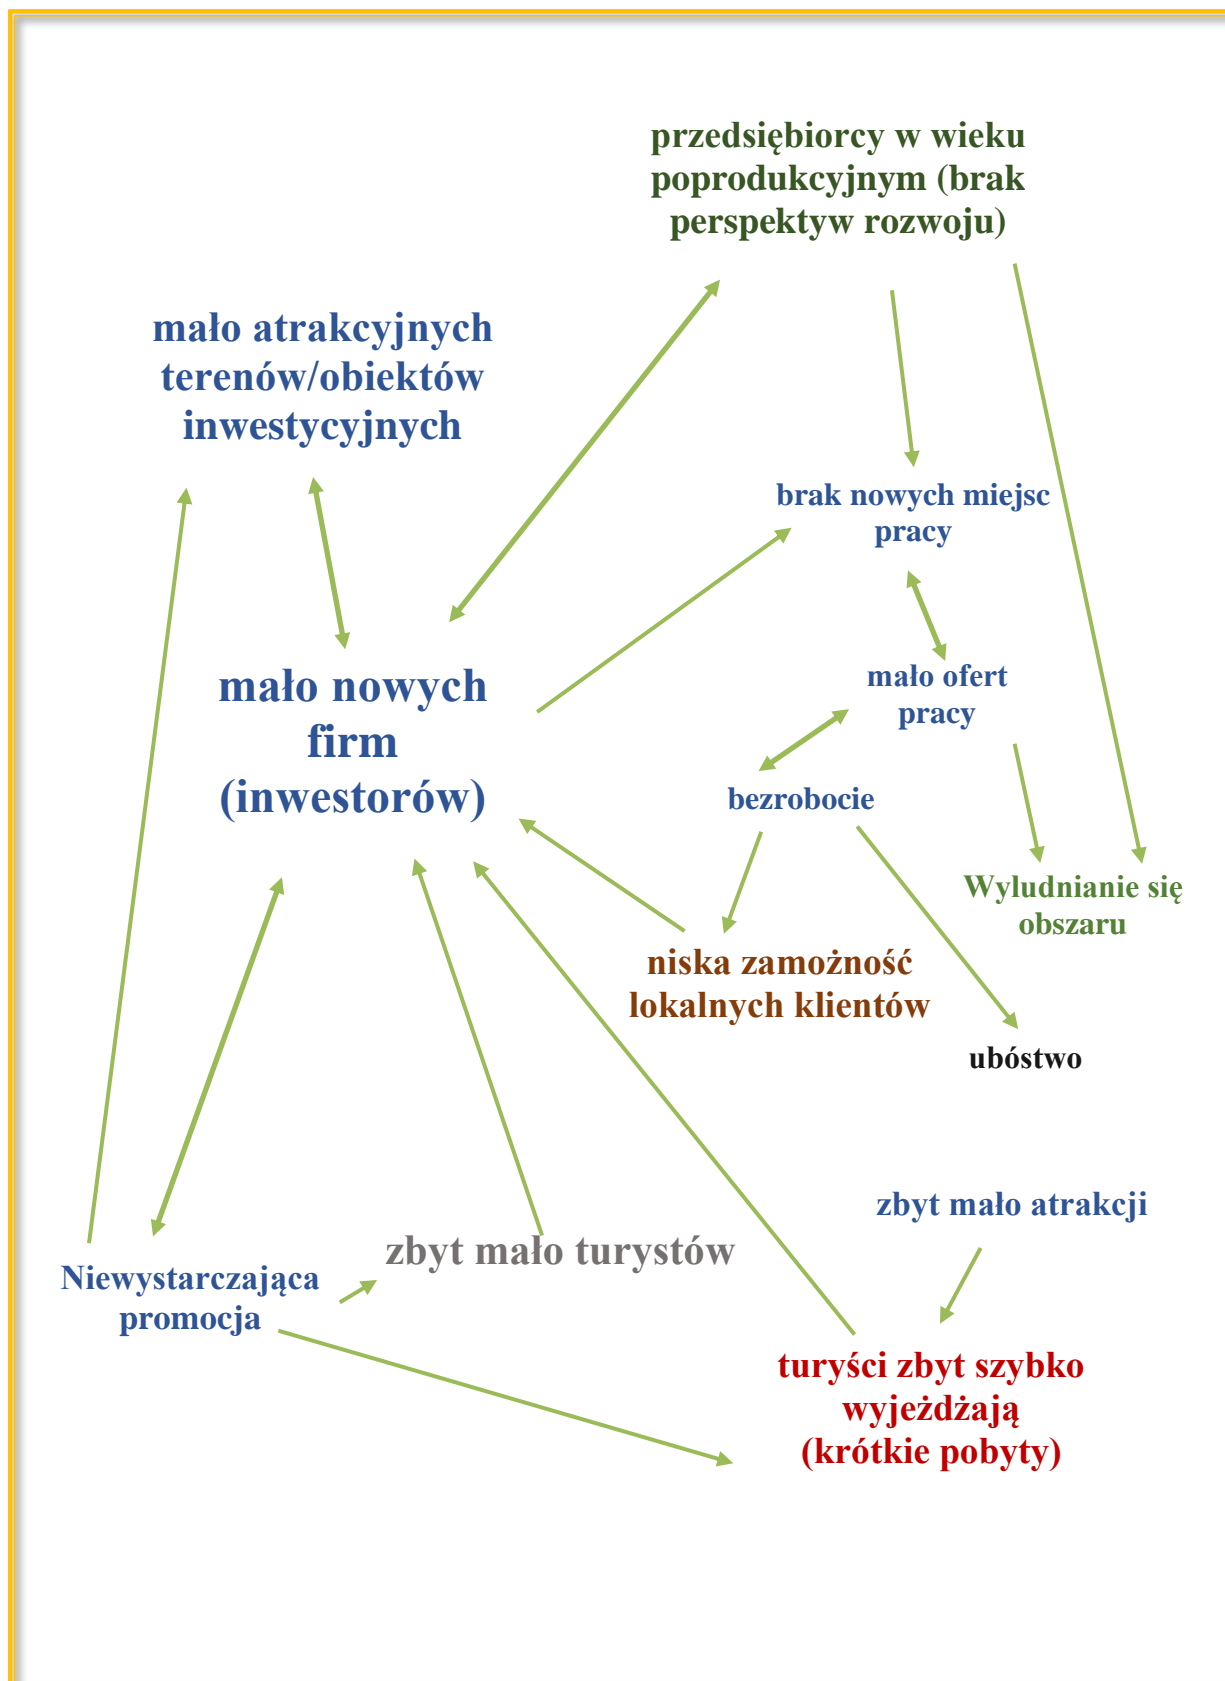 przedsiębiorcy w wieku
poprodukcyjnym (brak
perspektyw rozwoju)
mało atrakcyjnych
terenów/obiektów
inwestycyjnych
brak nowych miejsc
pracy
mało nowych
firm
(inwestorów)
mało ofert
pracy
bezrobocie
Wyludnianie się
obszaru
niska zamożność
lokalnych klientów
ubóstwo
zbyt mało atrakcji
zbyt mało turystów
Niewystarczająca
promocja
turyści zbyt szybko
wyjeżdżają
(krótkie pobyty)